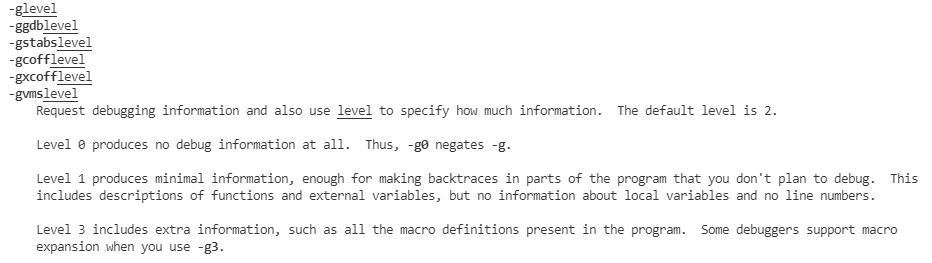 -glevel
-ggdblevel
-gstabslevel
-gcofflevel
-gxcofflevel
-gvmslevel
Request debugging information and also use level to specify how much information.  The default level is 2.
Level 0 produces no debug information at all.  Thus, -g0 negates -g.
Level 1 produces minimal information, enough for making backtraces in parts of the program that you don't plan to debug.  This
includes descriptions of functions and external variables, but no information about local variables and no line numbers.
Level 3 includes extra information, such as all the macro definitions present in the program.  Some debuggers support macro
expansion when you use -g3.